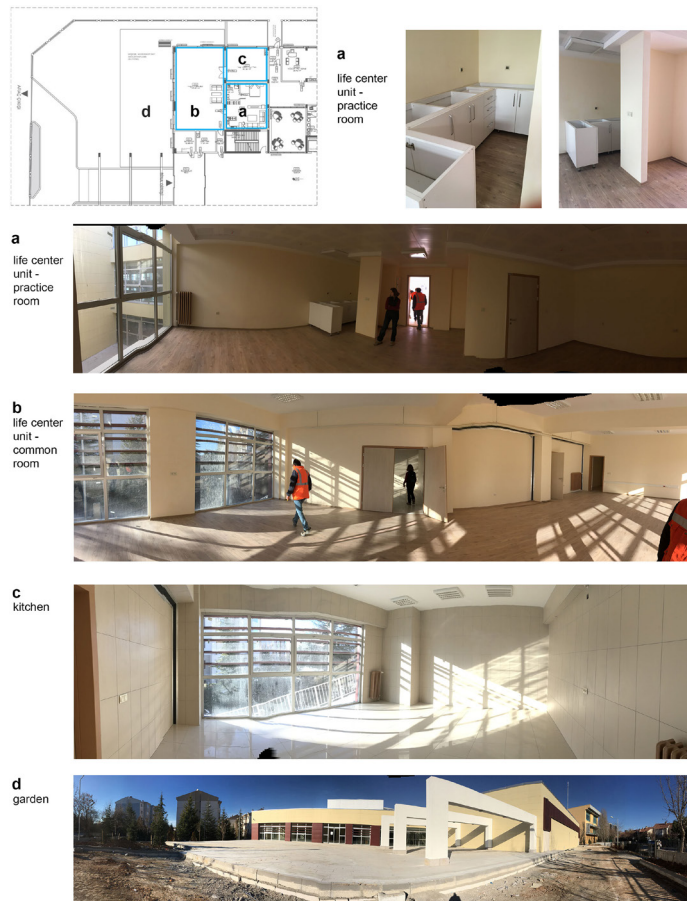 c
d
b
a
a
life center
unit -
practice
room
a
life center
unit -
practice
room
b
life center
unit -
common
room
c
kitchen
d
garden